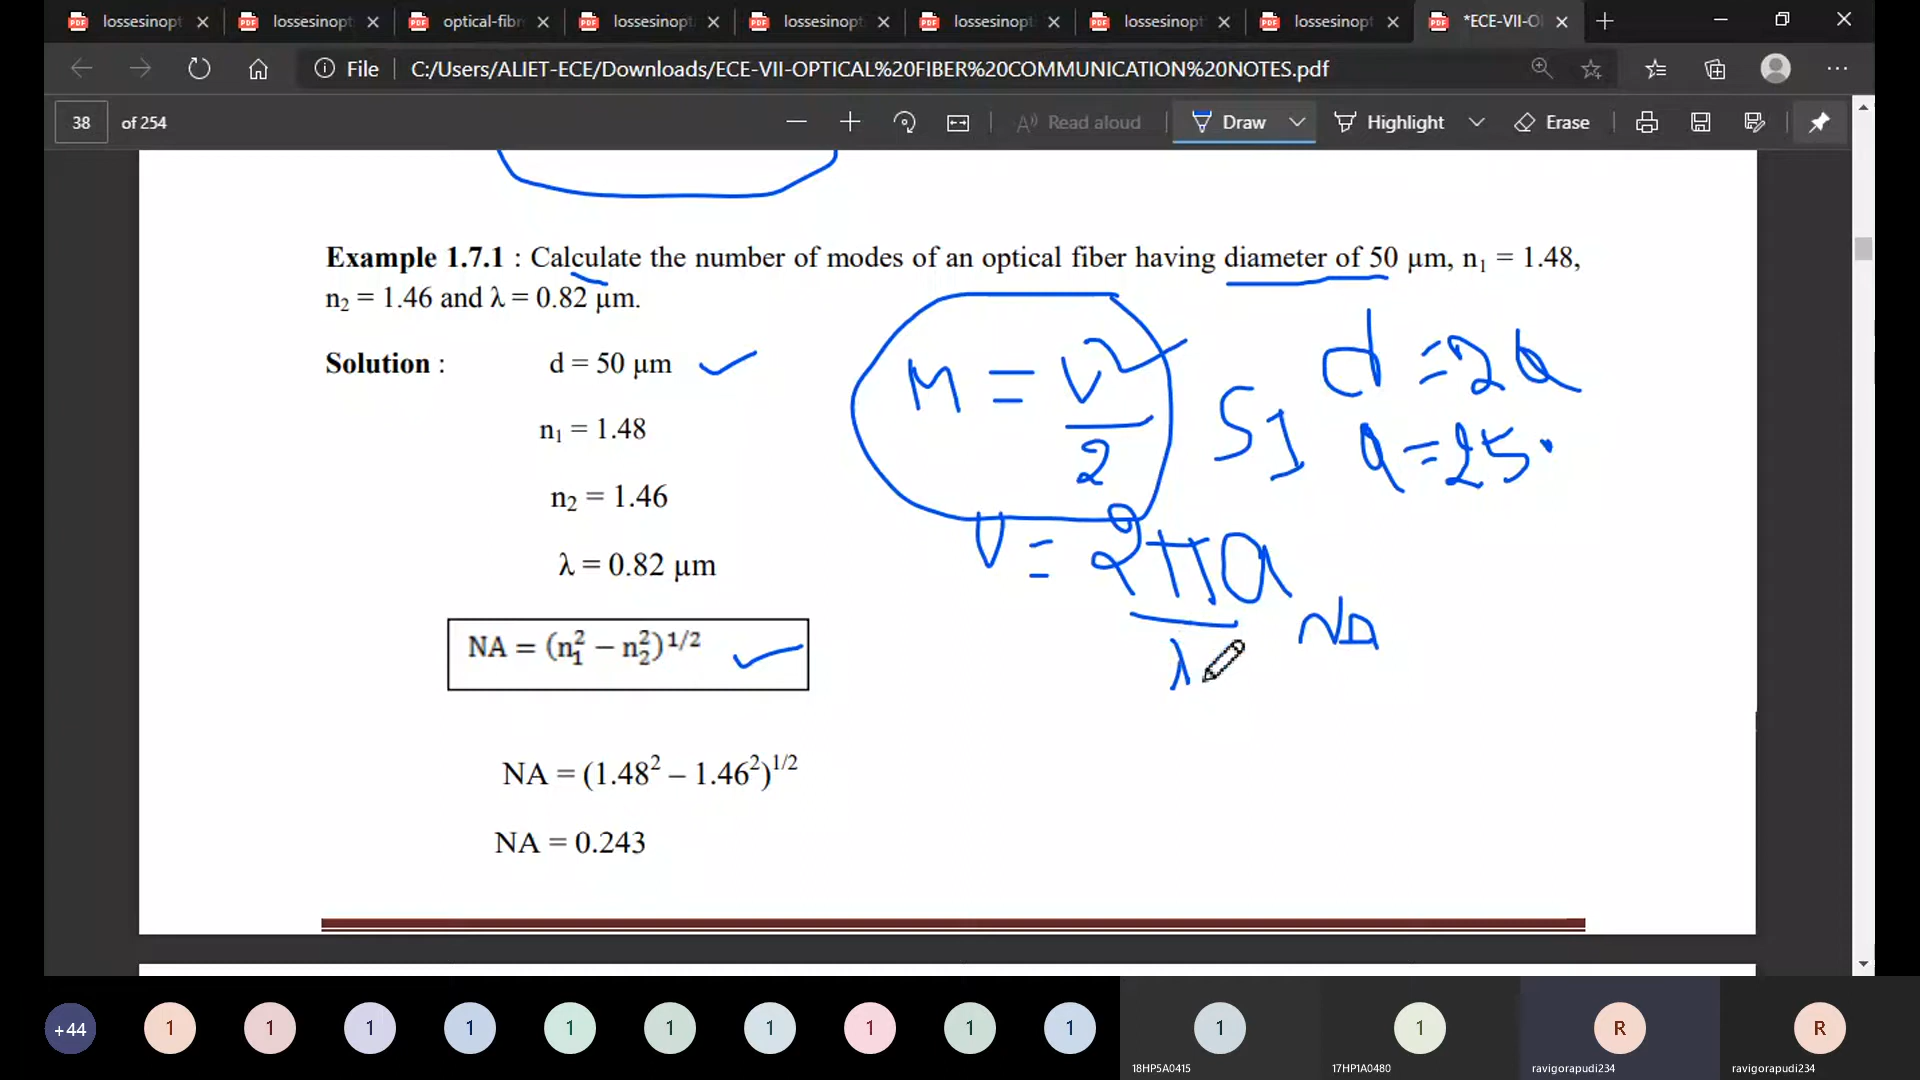 lossesinopt lossesinopt optical-fibr lossesinopt lossesinopt lossesinopt lossesinopt lossesinopt *ECE-VII-O
File C:/Users/ALIET-ECE/Downloads/ECE-VII-OPTICAL%20FIBER%20COMMUNICATION%20NOTES.pdf
38 of 254 Read aloud Draw Highlight Erase
Example 1.7.1 : Calculate the number of modes of an optical fiber having diameter of 50 μm, n₁ = 1.48,
n₂ = 1.46 and λ = 0.82 μm.
Solution : d = 50 μm
n₁ = 1.48
n₂ = 1.46
λ = 0.82 μm
NA = (n₁² – n₂²)^1/2
NA = (1.48² – 1.46²)^1/2
NA = 0.243
M = V²/2 SI d = 2a
a = 25
V = 2πa/λ NA
+44 1 1 1 1 1 1 1 1 1 1 1 1 R R
18HP5A0415 17HP1A0480 ravigorapudi234 ravigorapudi234